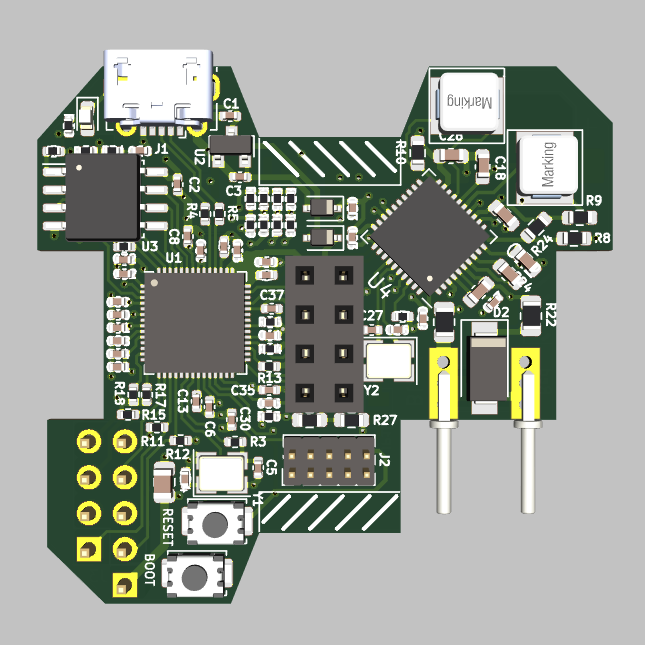 Marking
C1
J1
U2
C26
R10
C18
Marking
C2
C3
R9
R4
R5
C8
U3
U1
R24
R8
U4
C37
C27
D2
R22
R13
Y2
C35
R18
R17
C13
R15
C6
C30
R27
R11
R12
R3
C5
J2
Y1
RESET
BOOT